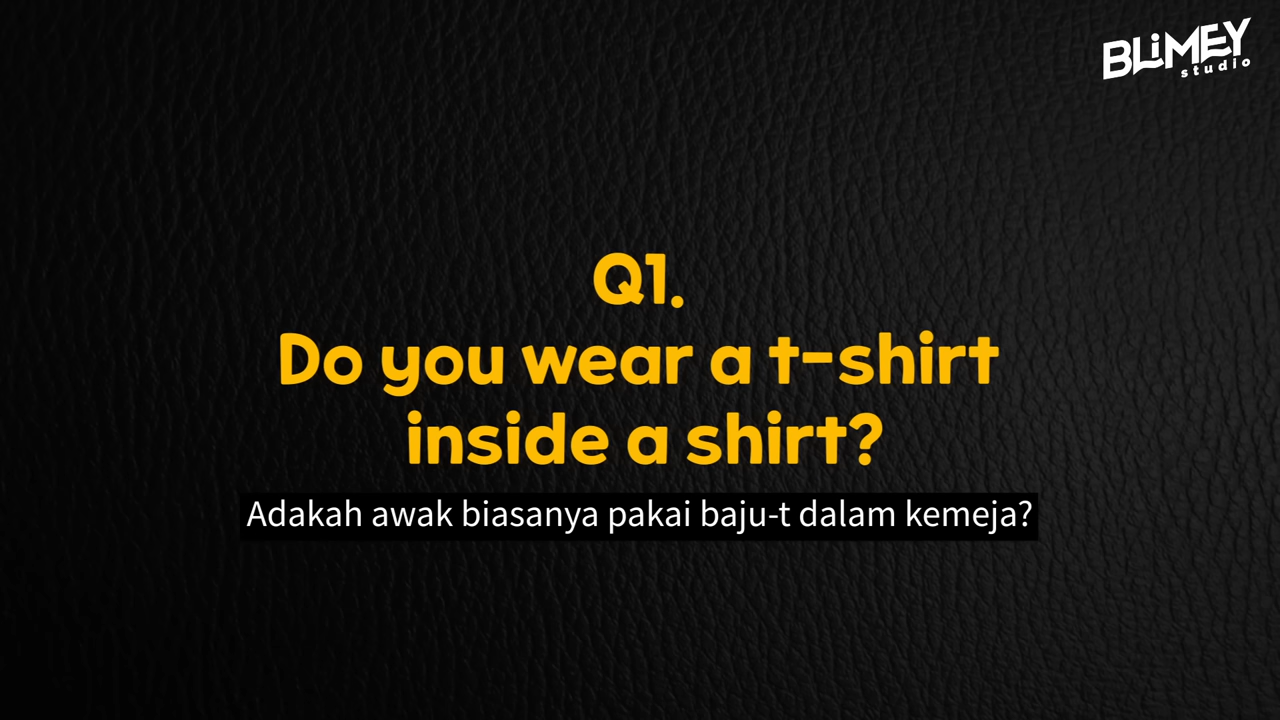 BLiMEY
studio
Q1.
Do you wear a t-shirt
inside a shirt?
Adakah awak biasanya pakai baju-t dalam kemeja?